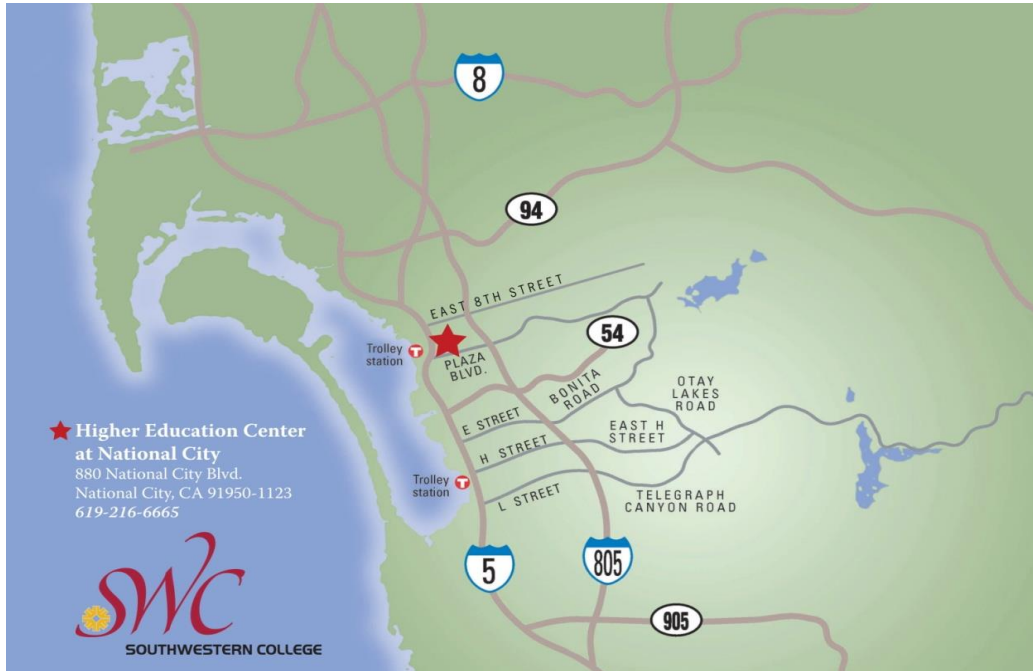 8
94
EAST 8TH STREET
Trolley
station
PLAZA
BLVD.
54
BONITA
ROAD
OTAY
LAKES
ROAD
E STREET
EAST H
STREET
H STREET
Trolley
station
L STREET
TELEGRAPH
CANYON ROAD
5
805
905
Higher Education Center
at National City
880 National City Blvd.
National City, CA 91950-1123
619-216-6665
SWC
SOUTHWESTERN COLLEGE
T
T